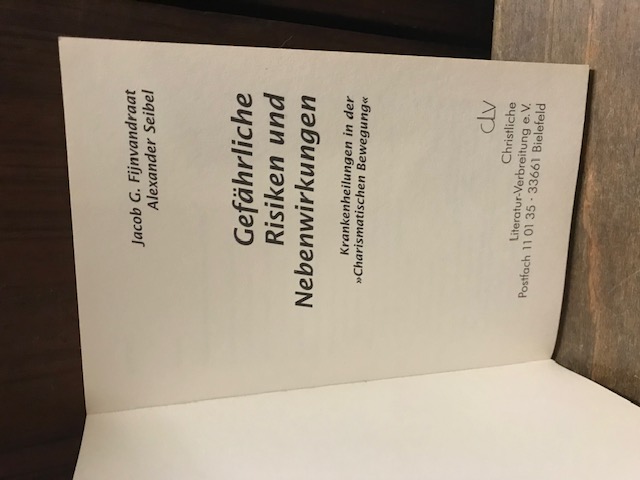 Jacob G. Fijnvandraat
Alexander Seibel
Gefährliche
Risiken und
Nebenwirkungen
Krankenheilungen in der
»Charismatischen Bewegung«
clv
Christliche
Literatur-Verbreitung e. V.
Postfach 11 01 35 · 33661 Bielefeld